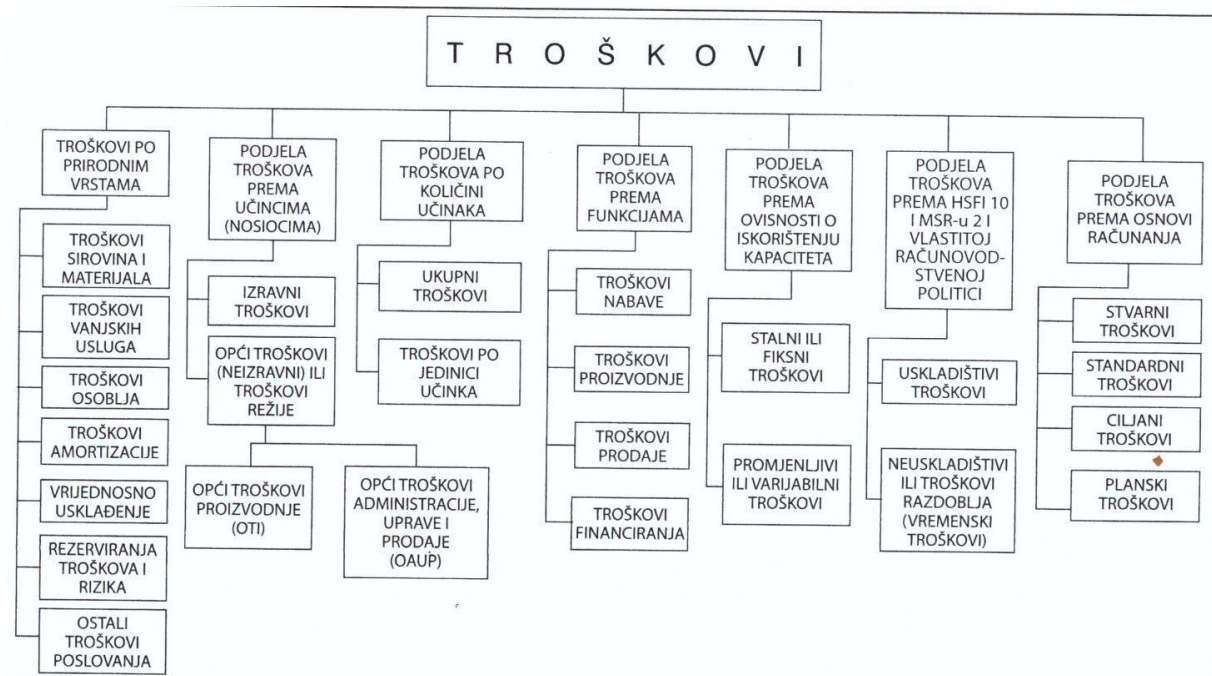 TROŠKOVI
TROŠKOVI PO
PRIRODNIM
VRSTAMA
TROŠKOVI
SIROVINA I
MATERIJALA
TROŠKOVI
VANJSKIH
USLUGA
TROŠKOVI
OSOBLJA
TROŠKOVI
AMORTIZACIJE
VRIJEDNOSNO
USKLAĐENJE
REZERVIRANJA
TROŠKOVA I
RIZIKA
OSTALI
TROŠKOVI
POSLOVANJA
PODJELA
TROŠKOVA
PREMA
UČINCIMA
(NOSIOCIMA)
IZRAVNI
TROŠKOVI
OPĆI TROŠKOVI
(NEIZRAVNI) ILI
TROŠKOVI
REŽIJE
OPĆI TROŠKOVI
PROIZVODNJE
(OTI)
OPĆI TROŠKOVI
ADMINISTRACIJE,
UPRAVE I
PRODAJE
(OAUP)
PODJELA
TROŠKOVA PO
KOLIČINI
UČINAKA
UKUPNI
TROŠKOVI
TROŠKOVI PO
JEDINICI
UČINKA
PODJELA
TROŠKOVA
PREMA
FUNKCIJAMA
TROŠKOVI
NABAVE
TROŠKOVI
PROIZVODNJE
TROŠKOVI
PRODAJE
TROŠKOVI
FINANCIRANJA
PODJELA
TROŠKOVA
PREMA
OVISNOSTI O
ISKORIŠTENJU
KAPACITETA
STALNI ILI
FIKSNI
TROŠKOVI
PROMJENLJIVI
ILI VARIJABILNI
TROŠKOVI
PODJELA
TROŠKOVA
PREMA HSFI 10
I MSR-u 2 I
VLASTITOJ
RAČUNOVOD-
STVENOJ
POLITICI
USKLADIŠTIVI
TROŠKOVI
NEUSKLADIŠTIVI
ILI TROŠKOVI
RAZDOBLJA
(VREMENSKI
TROŠKOVI)
PODJELA
TROŠKOVA
PREMA OSNOVI
RAČUNANJA
STVARNI
TROŠKOVI
STANDARDNI
TROŠKOVI
CILJANI
TROŠKOVI
PLANSKI
TROŠKOVI